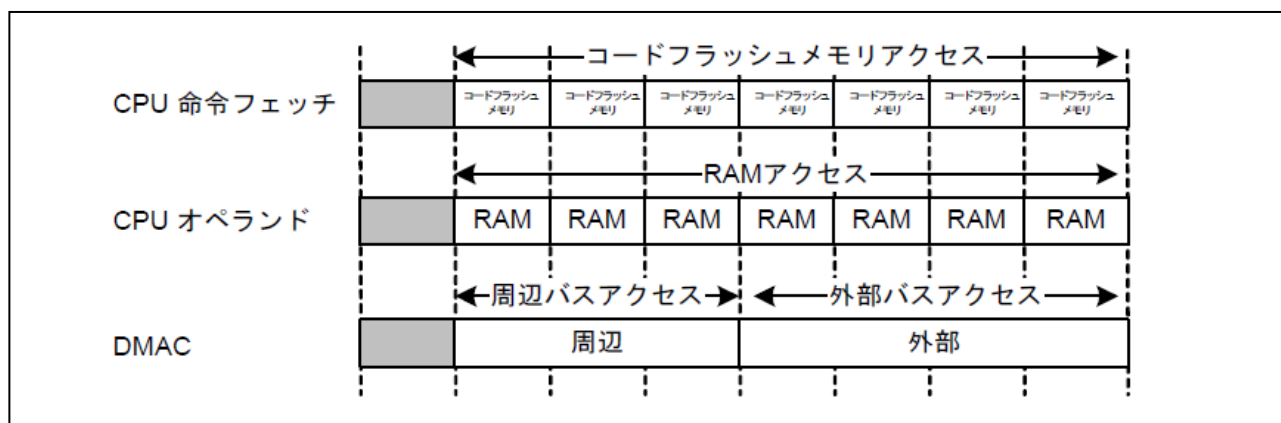 コードフラッシュメモリアクセス
CPU 命令フェッチ
コードフラッシュ
メモリ
コードフラッシュ
メモリ
コードフラッシュ
メモリ
コードフラッシュ
メモリ
コードフラッシュ
メモリ
コードフラッシュ
メモリ
コードフラッシュ
メモリ
RAMアクセス
CPU オペランド
RAM
RAM
RAM
RAM
RAM
RAM
RAM
周辺バスアクセス
外部バスアクセス
DMAC
周辺
外部